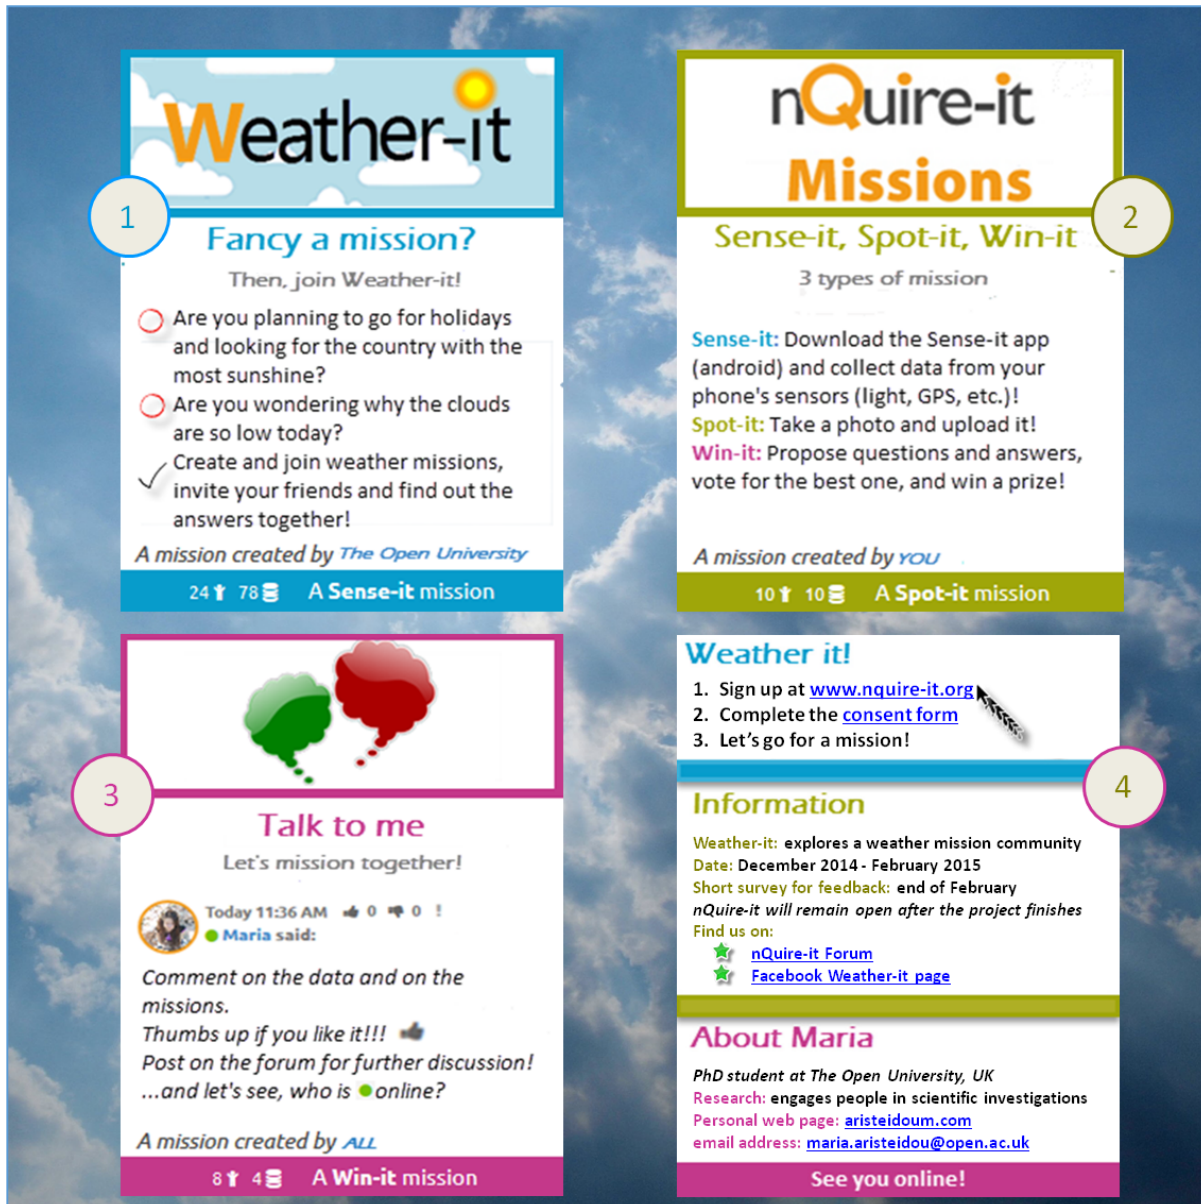 Weather-it
1
Fancy a mission?
Then, join Weather-it!
Are you planning to go for holidays
and looking for the country with the
most sunshine?
Are you wondering why the clouds
are so low today?
Create and join weather missions,
invite your friends and find out the
answers together!
A mission created by The Open University
24 78 A Sense-it mission
nQuire-it
Missions
2
Sense-it, Spot-it, Win-it
3 types of mission
Sense-it: Download the Sense-it app
(android) and collect data from your
phone's sensors (light, GPS, etc.)!
Spot-it: Take a photo and upload it!
Win-it: Propose questions and answers,
vote for the best one, and win a prize!
A mission created by YOU
10 10 A Spot-it mission
3
Talk to me
Let's mission together!
Today 11:36 AM 0 0 !
Maria said:
Comment on the data and on the
missions.
Thumbs up if you like it!!!
Post on the forum for further discussion!
...and let's see, who is online?
A mission created by ALL
8 4 A Win-it mission
Weather it!
1. Sign up at www.nquire-it.org
2. Complete the consent form
3. Let's go for a mission!
4
Information
Weather-it: explores a weather mission community
Date: December 2014 - February 2015
Short survey for feedback: end of February
nQuire-it will remain open after the project finishes
Find us on:
nQuire-it Forum
Facebook Weather-it page
About Maria
PhD student at The Open University, UK
Research: engages people in scientific investigations
Personal web page: aristeidoum.com
email address: maria.aristeidou@open.ac.uk
See you online!